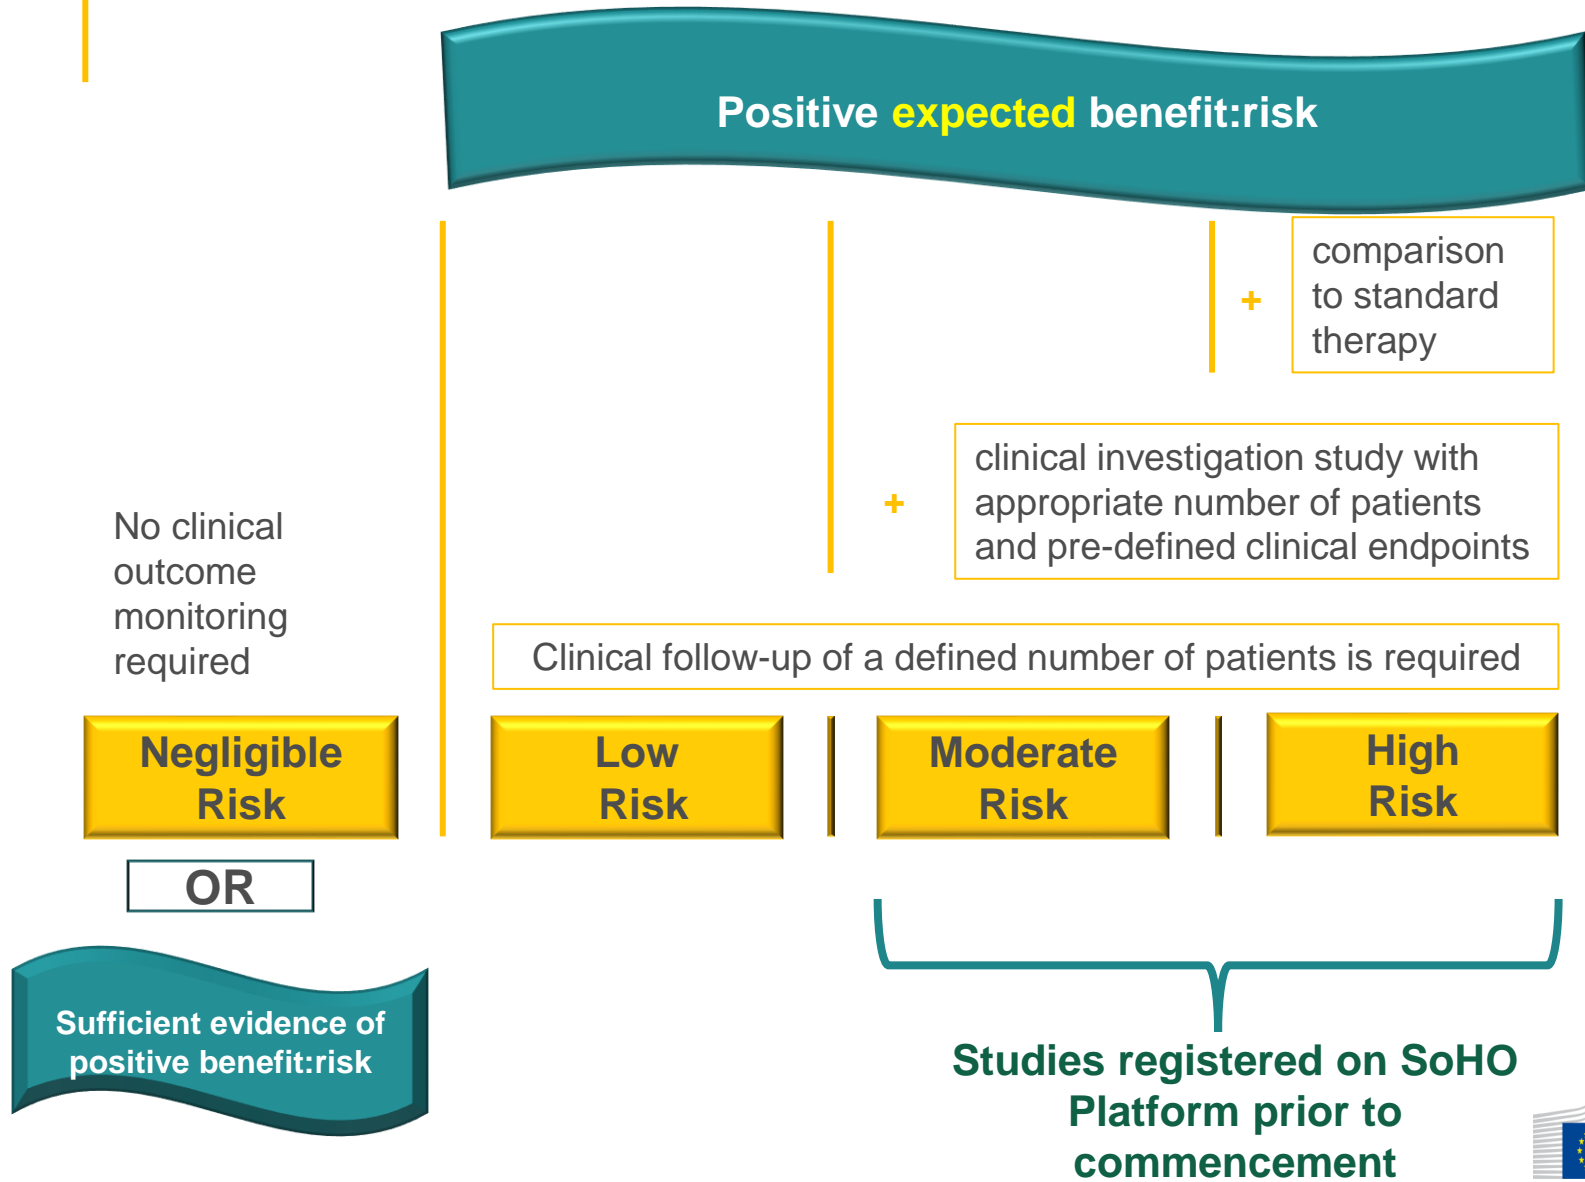 Positive expected benefit:risk
+
comparison
to standard
therapy
+
clinical investigation study with
appropriate number of patients
and pre-defined clinical endpoints
No clinical
outcome
monitoring
required
Clinical follow-up of a defined number of patients is required
Negligible
Risk
Low
Risk
Moderate
Risk
High
Risk
OR
Sufficient evidence of
positive benefit:risk
Studies registered on SoHO
Platform prior to
commencement